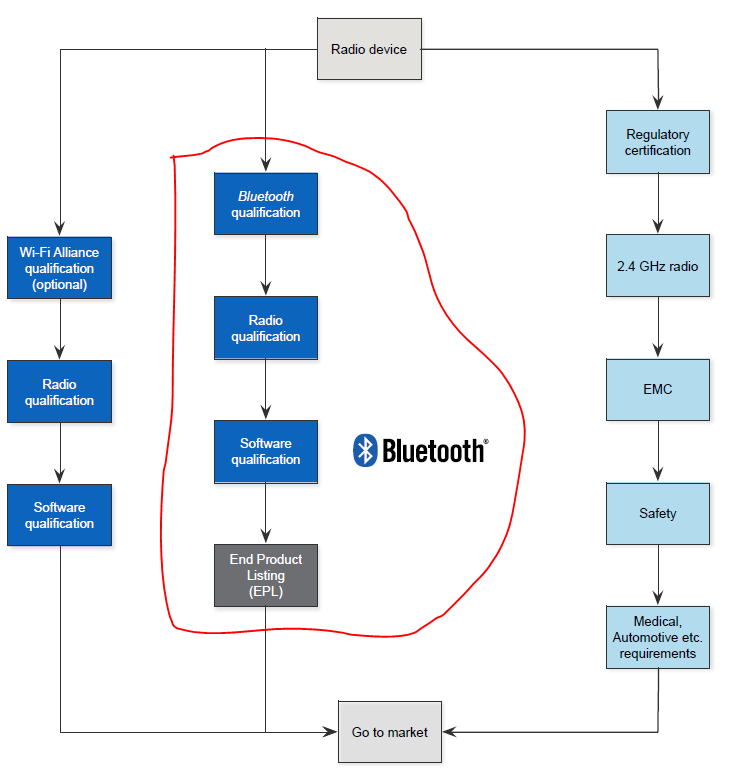 Radio device
Regulatory
certification
Bluetooth
qualification
Wi-Fi Alliance
qualification
(optional)
2.4 GHz radio
Radio
qualification
Radio
qualification
EMC
Software
qualification
Bluetooth®
Software
qualification
Safety
End Product
Listing
(EPL)
Medical,
Automotive etc.
requirements
Go to market